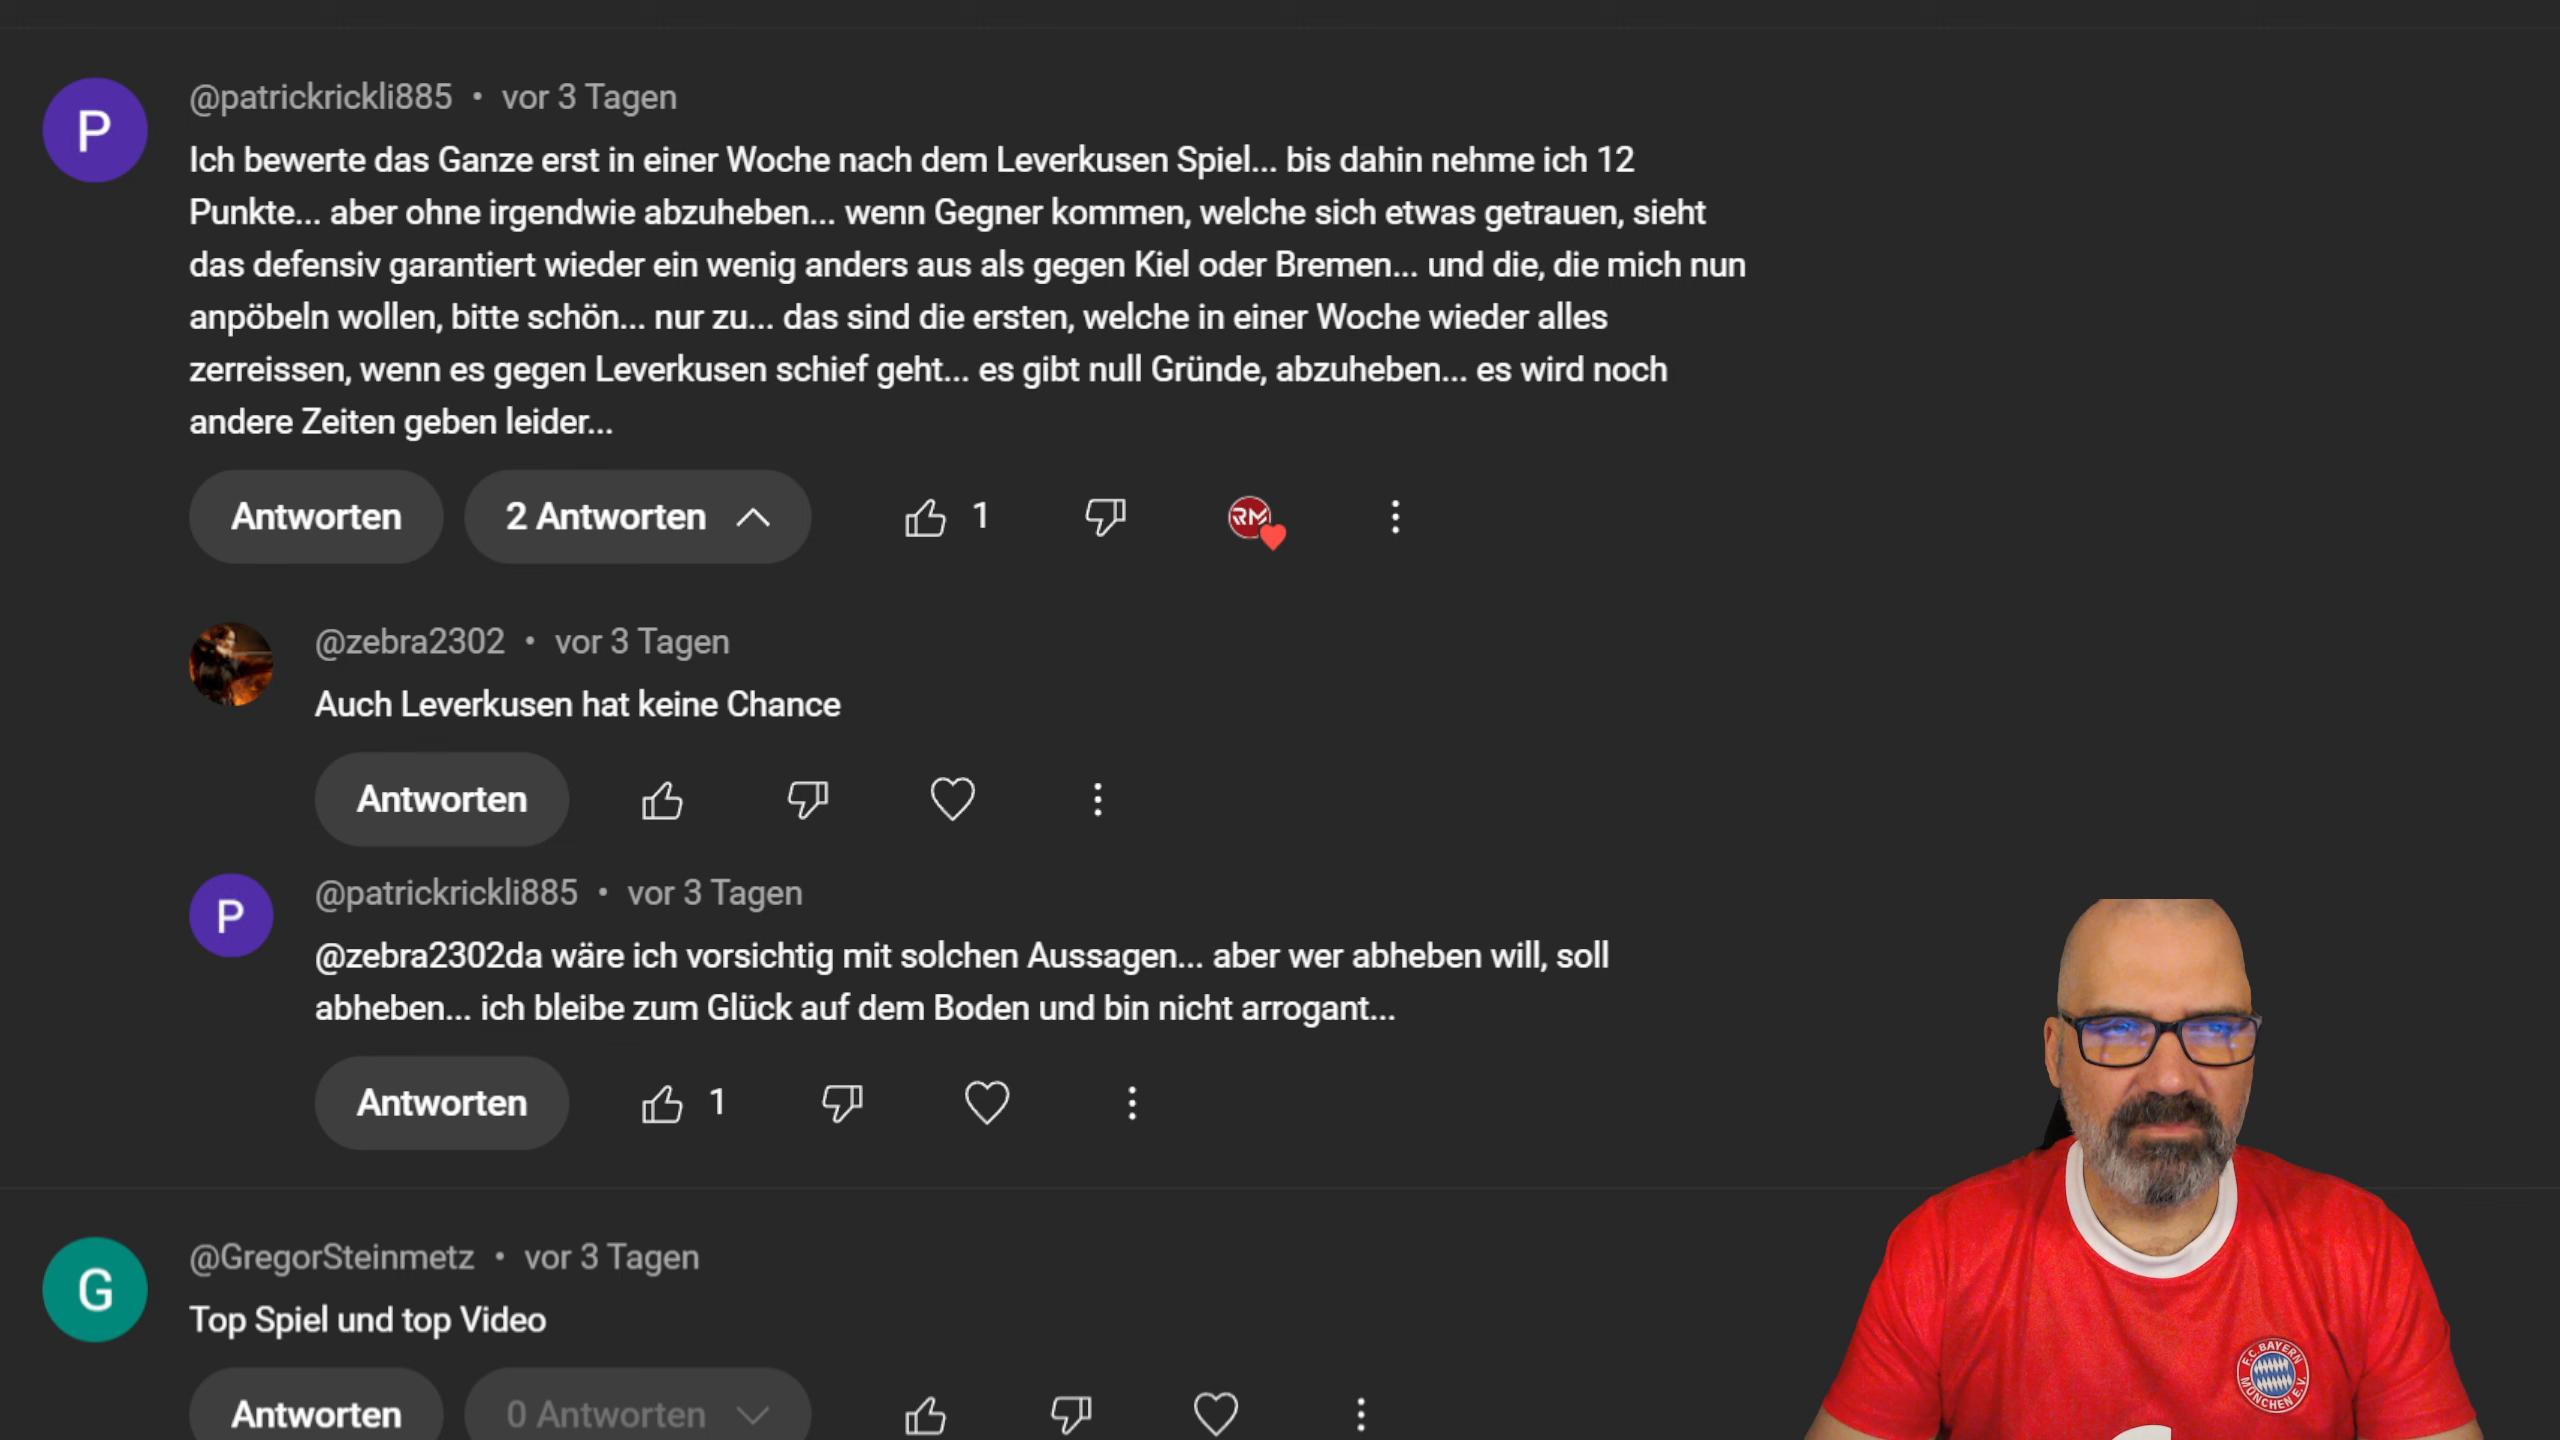 P
@patrickrickli885 • vor 3 Tagen
Ich bewerte das Ganze erst in einer Woche nach dem Leverkusen Spiel... bis dahin nehme ich 12
Punkte... aber ohne irgendwie abzuheben... wenn Gegner kommen, welche sich etwas getrauen, sieht
das defensiv garantiert wieder ein wenig anders aus als gegen Kiel oder Bremen... und die, die mich nun
anpöbeln wollen, bitte schön... nur zu... das sind die ersten, welche in einer Woche wieder alles
zerreissen, wenn es gegen Leverkusen schief geht... es gibt null Gründe, abzuheben... es wird noch
andere Zeiten geben leider...
Antworten 2 Antworten 1 RM
@zebra2302 • vor 3 Tagen
Auch Leverkusen hat keine Chance
Antworten
P
@patrickrickli885 • vor 3 Tagen
@zebra2302da wäre ich vorsichtig mit solchen Aussagen... aber wer abheben will, soll
abheben... ich bleibe zum Glück auf dem Boden und bin nicht arrogant...
Antworten 1
G
@GregorSteinmetz • vor 3 Tagen
Top Spiel und top Video
Antworten 0 Antworten
F.C. BAYERN
MÜNCHEN E.V.